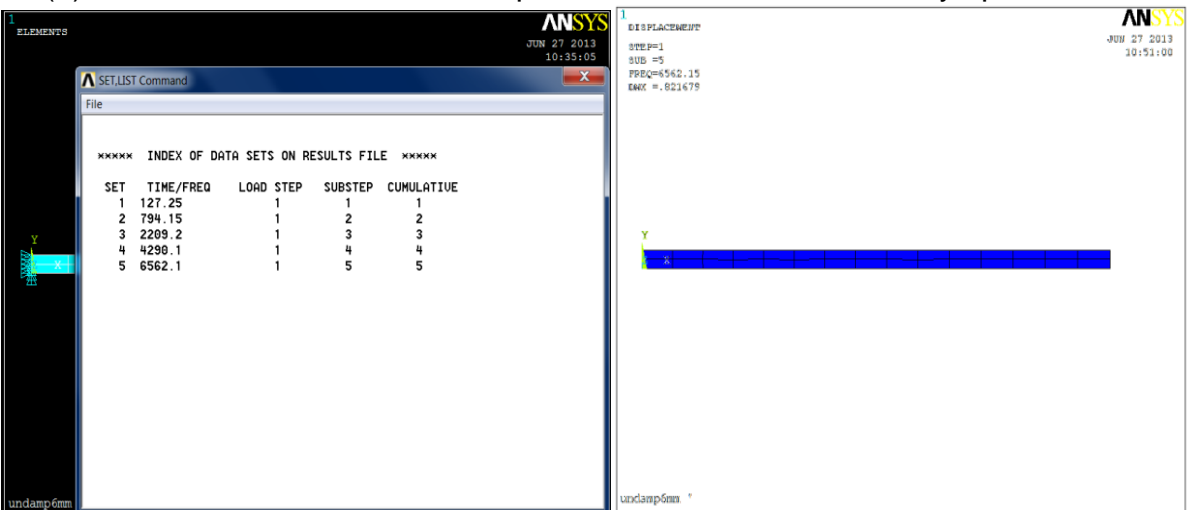 1
ELEMENTS
ANSYS
JUN 27 2013
10:35:05
SET,LIST Command
X
File
***** INDEX OF DATA SETS ON RESULTS FILE *****
SET TIME/FREQ LOAD STEP SUBSTEP CUMULATIVE
1 127.25 1 1 1
2 794.15 1 2 2
3 2209.2 1 3 3
4 4290.1 1 4 4
5 6562.1 1 5 5
Y
X
undamp6mm
1
DISPLACEMENT
STEP=1
SUB =5
FREQ=6562.15
DMX =.821679
ANSYS
JUN 27 2013
10:51:00
Y
X
undamp6mm